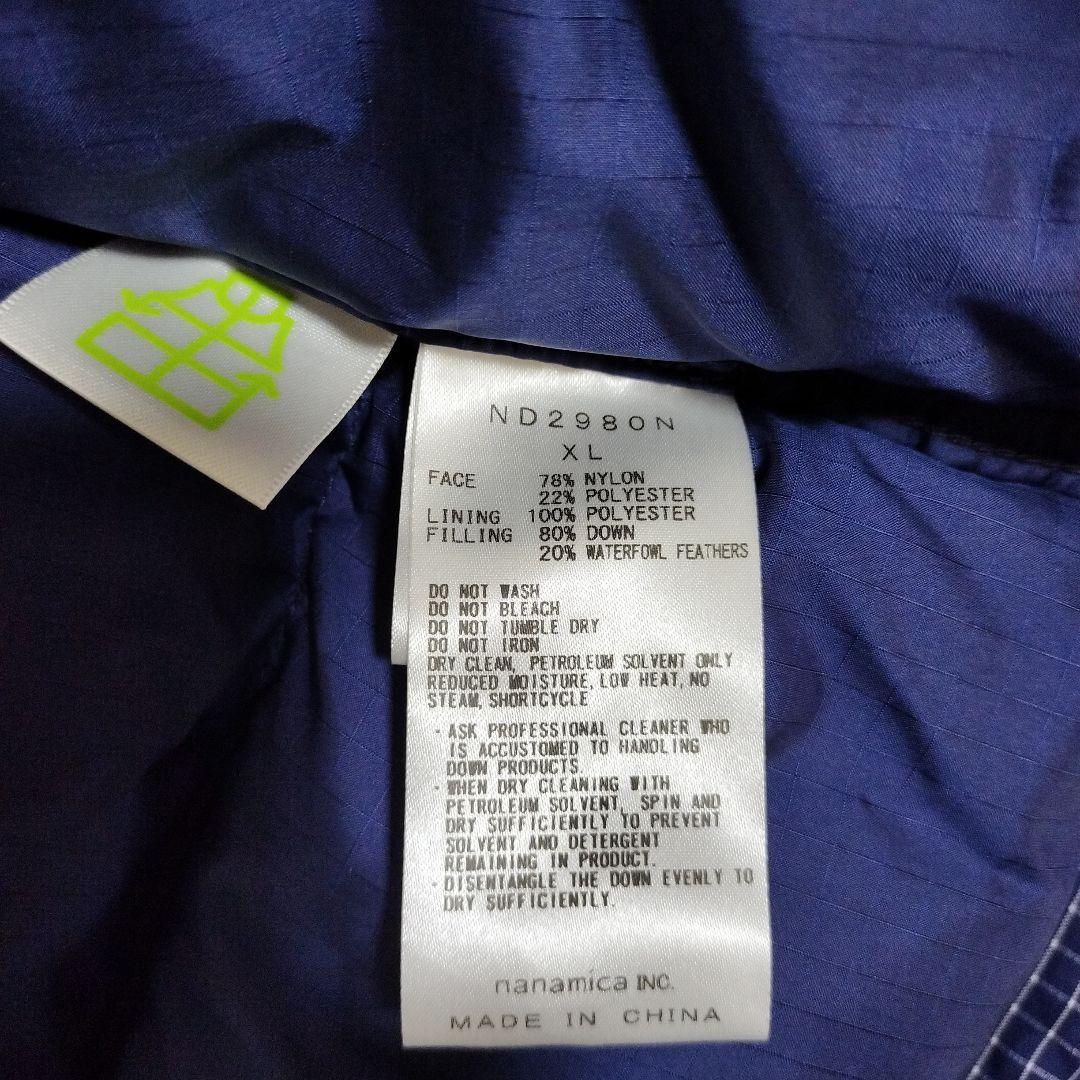 ND2980N
XL
FACE 78% NYLON
22% POLYESTER
LINING 100% POLYESTER
FILLING 80% DOWN
20% WATERFOWL FEATHERS
DO NOT WASH
DO NOT BLEACH
DO NOT TUMBLE DRY
DO NOT IRON
DRY CLEAN, PETROLEUM SOLVENT ONLY
REDUCED MOISTURE, LOW HEAT, NO
STEAM, SHORTCYCLE
· ASK PROFESSIONAL CLEANER WHO
IS ACCUSTOMED TO HANDLING
DOWN PRODUCTS.
· WHEN DRY CLEANING WITH
PETROLEUM SOLVENT, SPIN AND
DRY SUFFICIENTLY TO PREVENT
SOLVENT AND DETERGENT
REMAINING IN PRODUCT.
· DISENTANGLE THE DOWN EVENLY TO
DRY SUFFICIENTLY.
nanamica INC.
MADE IN CHINA